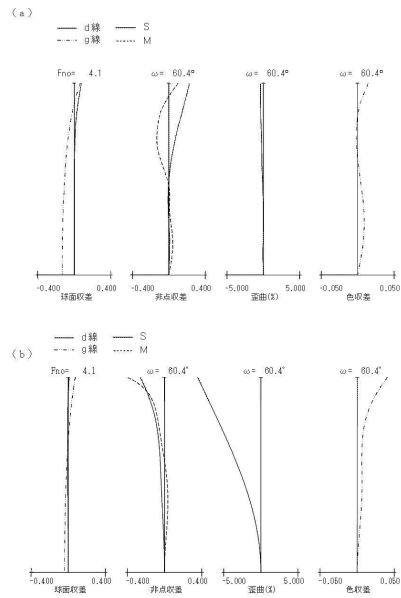 (a)
d線 S
g線 M
Fno= 4.1 ω= 60.4° ω= 60.4° ω= 60.4°
-0.400 0.400 -0.400 0.400 -5.000 5.000 -0.050 0.050
球面収差 非点収差 歪曲(%) 色収差
(b)
d線 S
g線 M
Fno= 4.1 ω= 60.4° ω= 60.4° ω= 60.4°
-0.400 0.400 -0.400 0.400 -5.000 5.000 -0.050 0.050
球面収差 非点収差 歪曲(%) 色収差